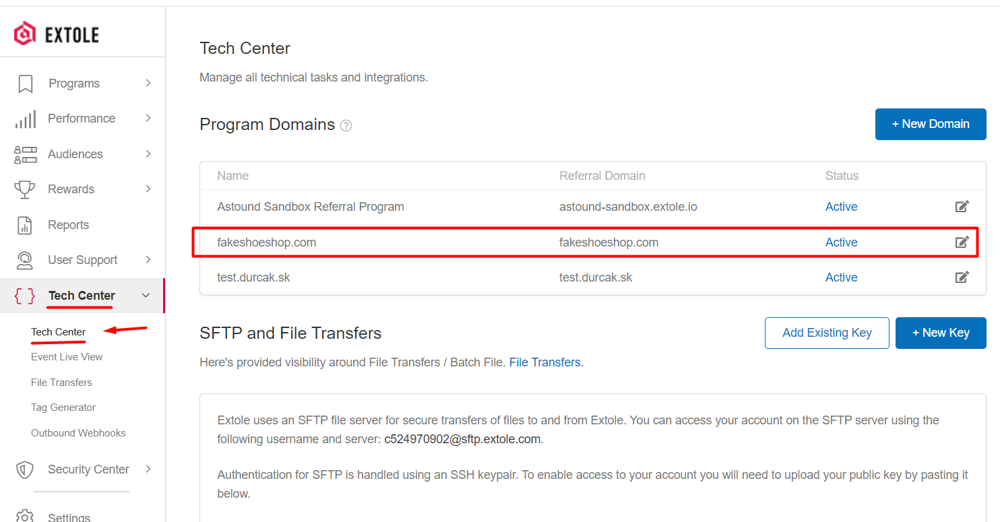 EXTOLE
Programs
Performance
Audiences
Rewards
Reports
User Support
Tech Center
Tech Center
Event Live View
File Transfers
Tag Generator
Outbound Webhooks
Security Center
Settings
Tech Center
Manage all technical tasks and integrations.
Program Domains ?
+ New Domain
Name Referral Domain Status
Astound Sandbox Referral Program astound-sandbox.extole.io Active
fakeshoeshop.com fakeshoeshop.com Active
test.durcak.sk test.durcak.sk Active
SFTP and File Transfers
Add Existing Key + New Key
Here's provided visibility around File Transfers / Batch File. File Transfers.
Extole uses an SFTP file server for secure transfers of files to and from Extole. You can access your account on the SFTP server using the
following username and server: c524970902@sftp.extole.com.
Authentication for SFTP is handled using an SSH keypair. To enable access to your account you will need to upload your public key by pasting it
below.